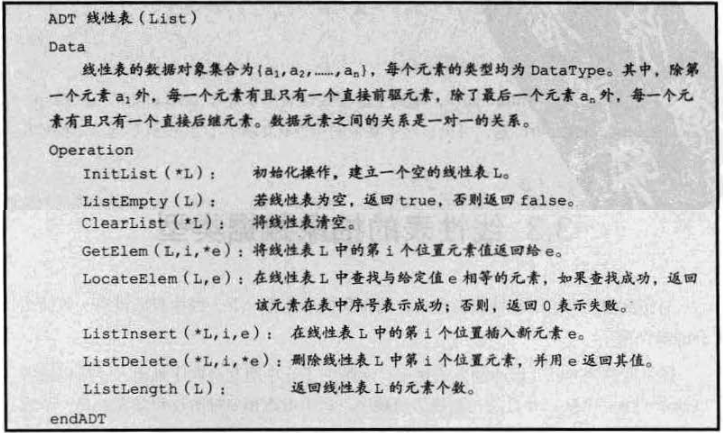 ADT 线性表(List)
Data
线性表的数据对象集合为{a₁,a₂,……,aₙ},每个元素的类型均为 DataType。其中,除第
一个元素 a₁ 外,每一个元素有且只有一个直接前驱元素,除了最后一个元素 aₙ 外,每一个元
素有且只有一个直接后继元素。数据元素之间的关系是一对一的关系。
Operation
InitList(*L): 初始化操作,建立一个空的线性表 L。
ListEmpty(L): 若线性表为空,返回 true,否则返回 false。
ClearList(*L): 将线性表清空。
GetElem(L,i,*e):将线性表 L 中的第 i 个位置元素值返回给 e。
LocateElem(L,e):在线性表 L 中查找与给定值 e 相等的元素,如果查找成功,返回
该元素在表中序号表示成功;否则,返回 0 表示失败。
ListInsert(*L,i,e): 在线性表 L 中的第 i 个位置插入新元素 e。
ListDelete(*L,i,*e):删除线性表 L 中第 i 个位置元素,并用 e 返回其值。
ListLength(L): 返回线性表 L 的元素个数。
endADT